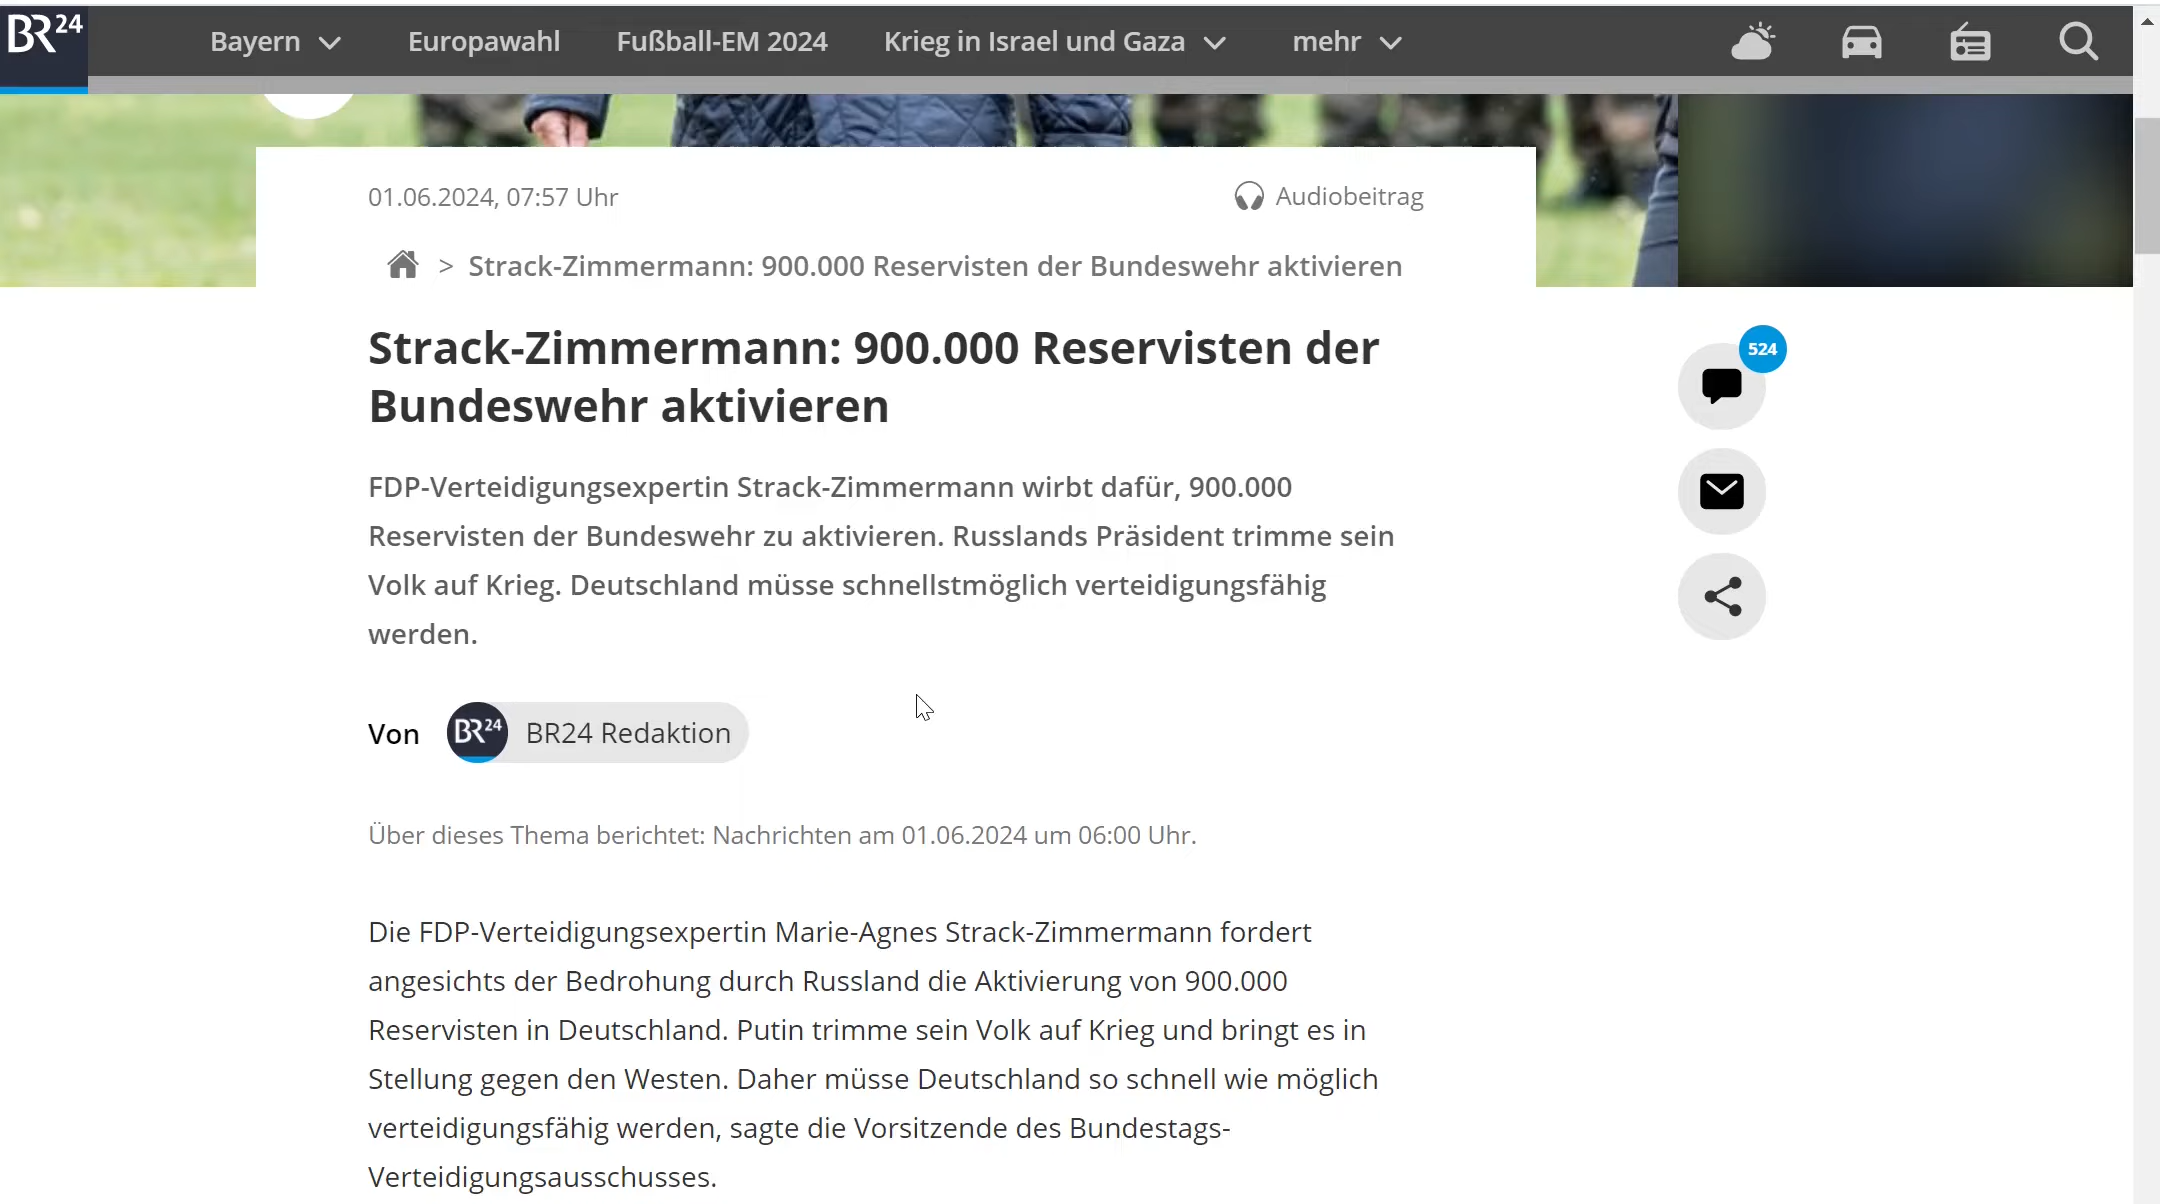 BR24
Bayern
Europawahl
Fußball-EM 2024
Krieg in Israel und Gaza
mehr
01.06.2024, 07:57 Uhr
Audiobeitrag
> Strack-Zimmermann: 900.000 Reservisten der Bundeswehr aktivieren
Strack-Zimmermann: 900.000 Reservisten der
Bundeswehr aktivieren
524
FDP-Verteidigungsexpertin Strack-Zimmermann wirbt dafür, 900.000
Reservisten der Bundeswehr zu aktivieren. Russlands Präsident trimme sein
Volk auf Krieg. Deutschland müsse schnellstmöglich verteidigungsfähig
werden.
Von BR24 BR24 Redaktion
Über dieses Thema berichtet: Nachrichten am 01.06.2024 um 06:00 Uhr.
Die FDP-Verteidigungsexpertin Marie-Agnes Strack-Zimmermann fordert
angesichts der Bedrohung durch Russland die Aktivierung von 900.000
Reservisten in Deutschland. Putin trimme sein Volk auf Krieg und bringt es in
Stellung gegen den Westen. Daher müsse Deutschland so schnell wie möglich
verteidigungsfähig werden, sagte die Vorsitzende des Bundestags-
Verteidigungsausschusses.